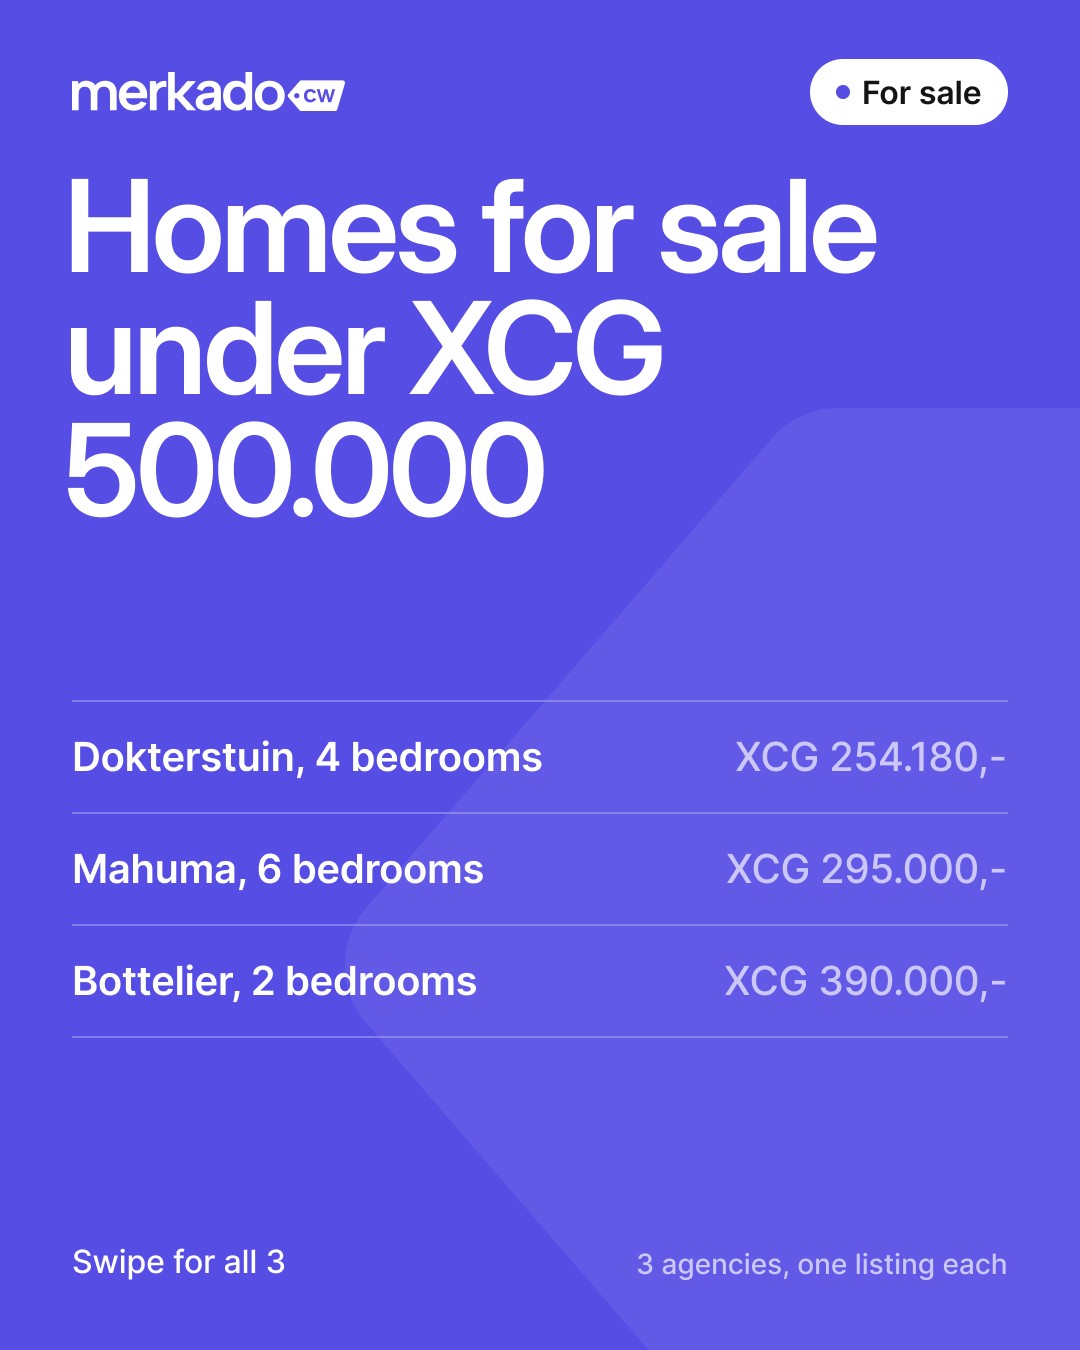 merkado CW
For sale
Homes for sale
under XCG
500.000
Dokterstuin, 4 bedrooms XCG 254.180,-
Mahuma, 6 bedrooms XCG 295.000,-
Bottelier, 2 bedrooms XCG 390.000,-
Swipe for all 3
3 agencies, one listing each